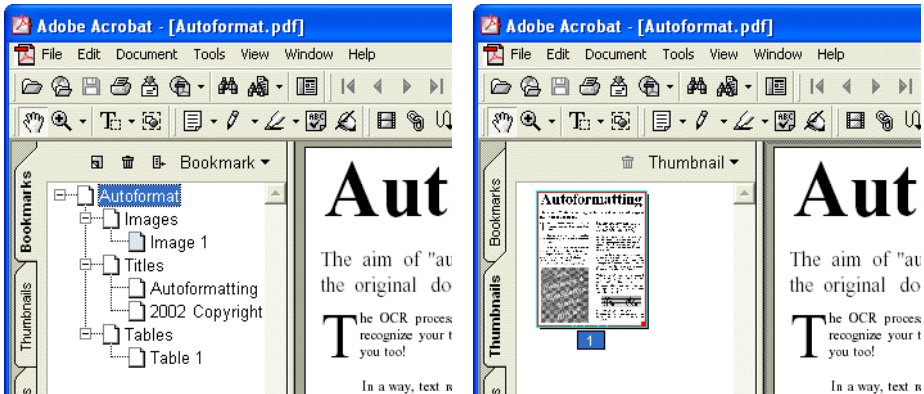 Adobe Acrobat - [Autoformat.pdf]
File Edit Document Tools View Window Help
Bookmark
Bookmarks
Thumbnails
Autoformat
Images
Image 1
Titles
Autoformatting
2002 Copyright
Tables
Table 1
Aut
The aim of "au
the original do
The OCR proces
recognize your t
you too!
In a way, text r
Adobe Acrobat - [Autoformat.pdf]
File Edit Document Tools View Window Help
Thumbnail
Bookmarks
Thumbnails
Autoformatting
1
Aut
The aim of "au
the original do
The OCR proces
recognize your t
you too!
In a way, text r